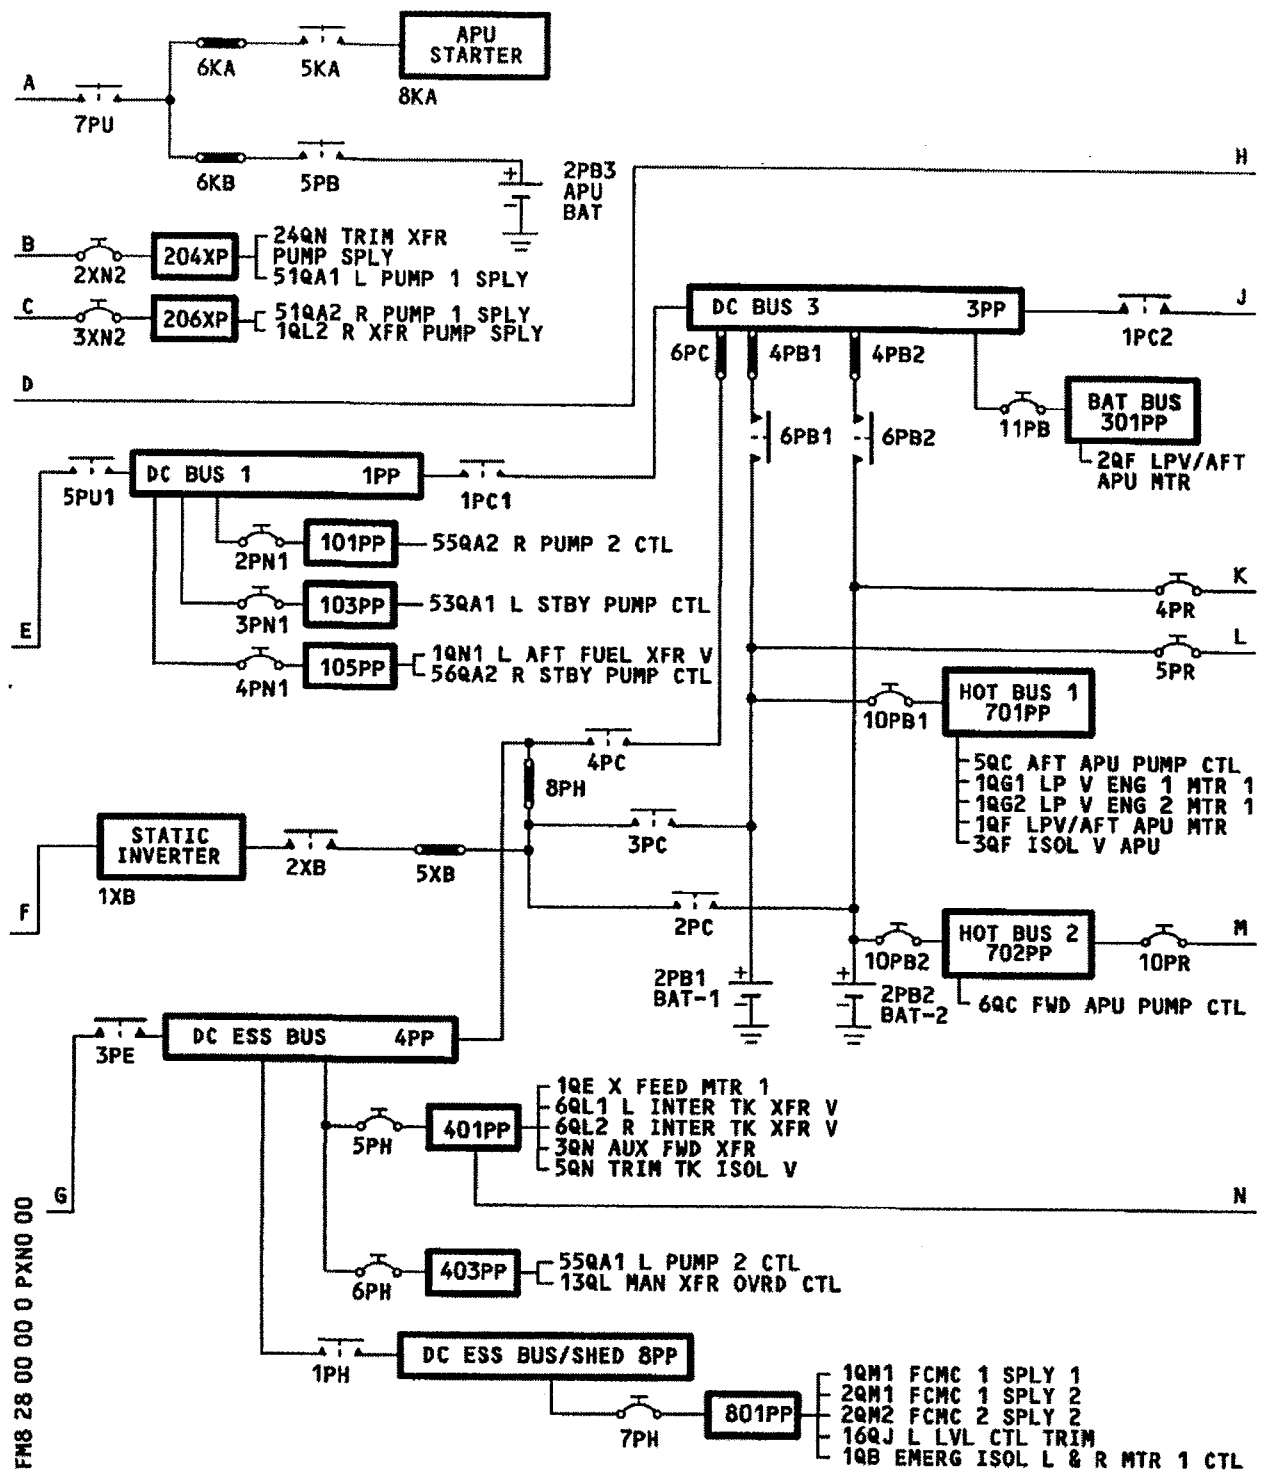 APU
STARTER
6KA
5KA
8KA
A
7PU
H
6KB
5PB
+
-
2PB3
APU
BAT
B
2XN2
204XP
24QN TRIM XFR
PUMP SPLY
51QA1 L PUMP 1 SPLY
C
3XN2
206XP
51QA2 R PUMP 1 SPLY
1QL2 R XFR PUMP SPLY
DC BUS 3 3PP
J
1PC2
6PC
4PB1
4PB2
D
11PB
BAT BUS
301PP
6PB1
6PB2
2QF LPV/AFT
APU MTR
5PU1
DC BUS 1 1PP
1PC1
2PN1
101PP
55QA2 R PUMP 2 CTL
K
4PR
3PN1
103PP
53QA1 L STBY PUMP CTL
E
L
5PR
4PN1
105PP
1QN1 L AFT FUEL XFR V
56QA2 R STBY PUMP CTL
10PB1
HOT BUS 1
701PP
4PC
8PH
5QC AFT APU PUMP CTL
1QG1 LP V ENG 1 MTR 1
1QG2 LP V ENG 2 MTR 1
1QF LPV/AFT APU MTR
3QF ISOL V APU
STATIC
INVERTER
1XB
2XB
5XB
3PC
F
2PC
10PB2
HOT BUS 2
702PP
10PR
M
2PB1
BAT-1
+
-
+
-
2PB2
BAT-2
6QC FWD APU PUMP CTL
3PE
DC ESS BUS 4PP
5PH
401PP
1QE X FEED MTR 1
6QL1 L INTER TK XFR V
6QL2 R INTER TK XFR V
3QN AUX FWD XFR
5QN TRIM TK ISOL V
G
N
6PH
403PP
55QA1 L PUMP 2 CTL
13QL MAN XFR OVRD CTL
1PH
DC ESS BUS/SHED 8PP
7PH
801PP
1QM1 FCMC 1 SPLY 1
2QM1 FCMC 1 SPLY 2
2QM2 FCMC 2 SPLY 2
16QJ L LVL CTL TRIM
1QB EMERG ISOL L & R MTR 1 CTL
FM8 28 00 00 0 PXN0 00